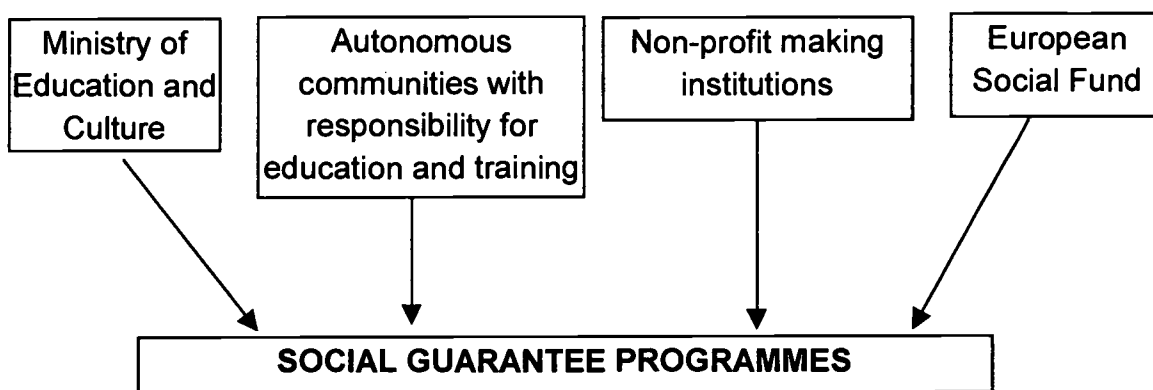 Ministry of
Education and
Culture
Autonomous
communities with
responsibility for
education and training
Non-profit making
institutions
European
Social Fund
SOCIAL GUARANTEE PROGRAMMES